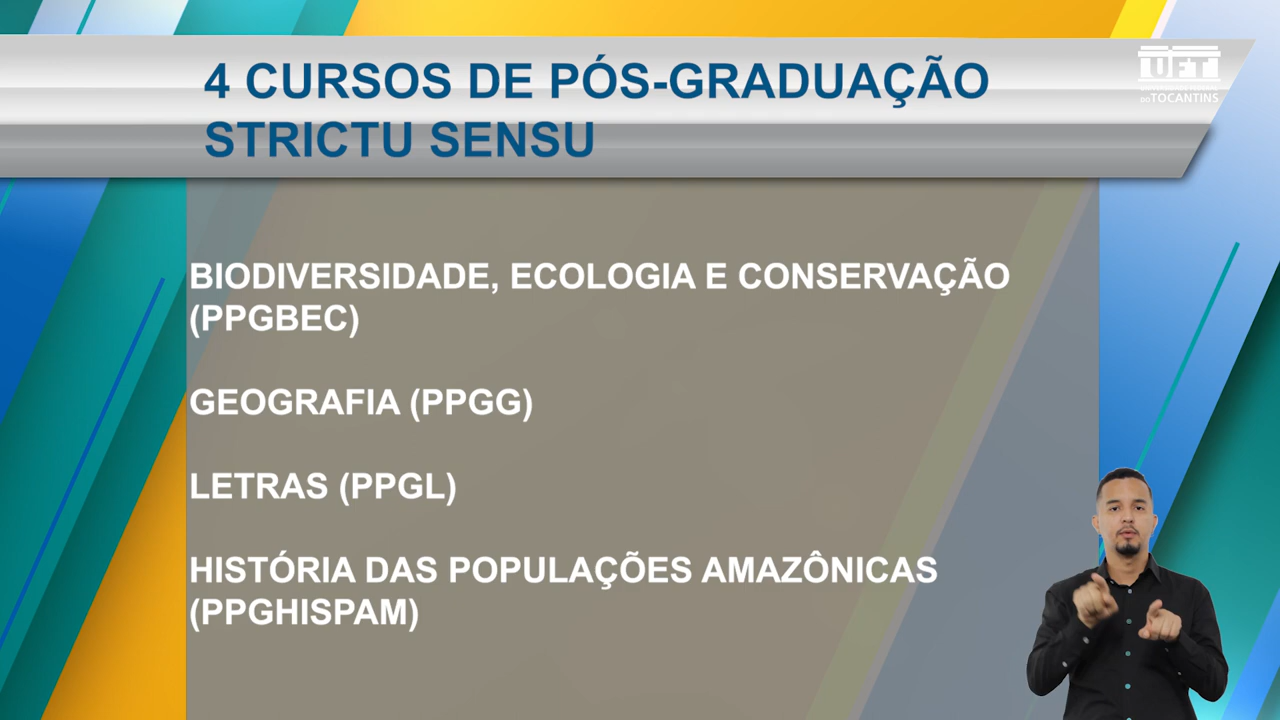 4 CURSOS DE PÓS-GRADUAÇÃO
STRICTU SENSU
UFT
DO TOCANTINS
BIODIVERSIDADE, ECOLOGIA E CONSERVAÇÃO
(PPGBEC)
GEOGRAFIA (PPGG)
LETRAS (PPGL)
HISTÓRIA DAS POPULAÇÕES AMAZÔNICAS
(PPGHISPAM)